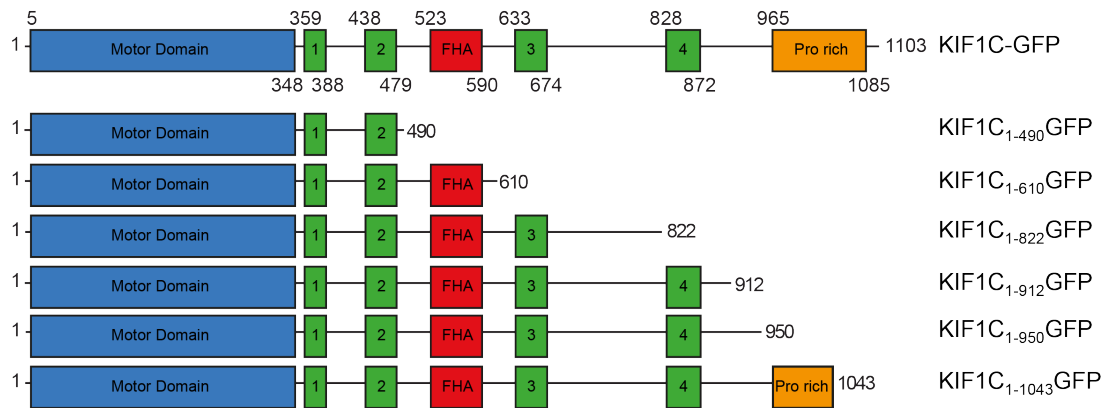 5 359 438 523 633 828 965
1 Motor Domain 1 2 FHA 3 4 Pro rich 1103 KIF1C-GFP
348 388 479 590 674 872 1085
1 Motor Domain 1 2 490 KIF1C1-490GFP
1 Motor Domain 1 2 FHA 610 KIF1C1-610GFP
1 Motor Domain 1 2 FHA 3 822 KIF1C1-822GFP
1 Motor Domain 1 2 FHA 3 4 912 KIF1C1-912GFP
1 Motor Domain 1 2 FHA 3 4 950 KIF1C1-950GFP
1 Motor Domain 1 2 FHA 3 4 Pro rich 1043 KIF1C1-1043GFP